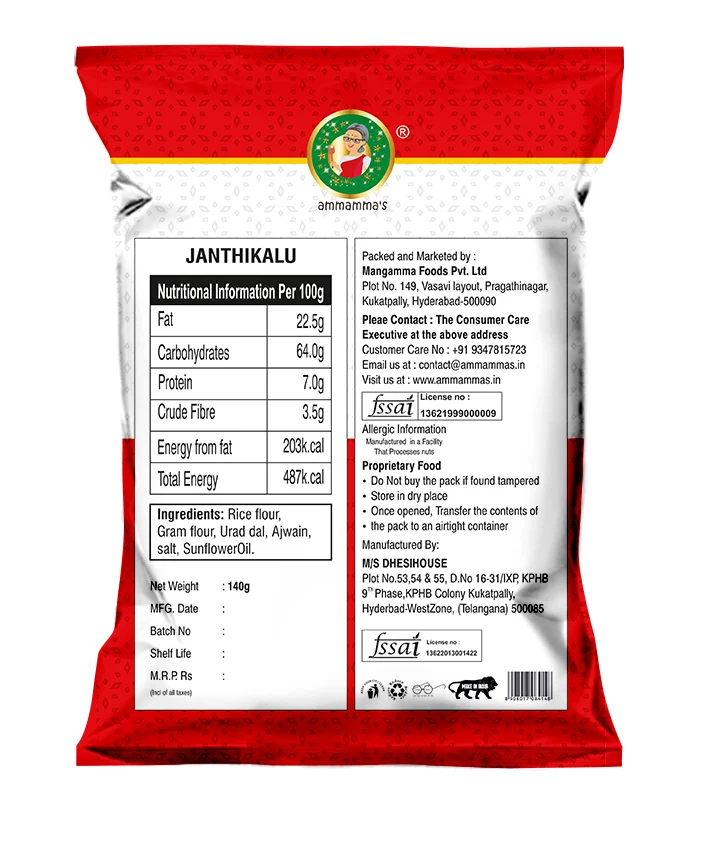 ®
ammamma's
JANTHIKALU
Nutritional Information Per 100g
Fat 22.5g
Carbohydrates 64.0g
Protein 7.0g
Crude Fibre 3.5g
Energy from fat 203k.cal
Total Energy 487k.cal
Ingredients: Rice flour,
Gram flour, Urad dal, Ajwain,
salt, SunflowerOil.
Net Weight : 140g
MFG. Date :
Batch No :
Shelf Life :
M.R.P. Rs :
(Incl of all taxes)
Packed and Marketed by :
Mangamma Foods Pvt. Ltd
Plot No. 149, Vasavi layout, Pragathinagar,
Kukatpally, Hyderabad-500090
Pleae Contact : The Consumer Care
Executive at the above address
Customer Care No : +91 9347815723
Email us at : contact@ammammas.in
Visit us at : www.ammammas.in
fssai License no :
13621999000009
Allergic Information
Manufactured in a Facility
That Processes nuts
Proprietary Food
• Do Not buy the pack if found tampered
• Store in dry place
• Once opened, Transfer the contents of
• the pack to an airtight container
Manufactured By:
M/S DHESIHOUSE
Plot No.53,54 & 55, D.No 16-31/IXP, KPHB
9Th Phase,KPHB Colony Kukatpally,
Hyderbad-WestZone, (Telangana) 500085
fssai License no :
13622013001422
MAKE IN INDIA